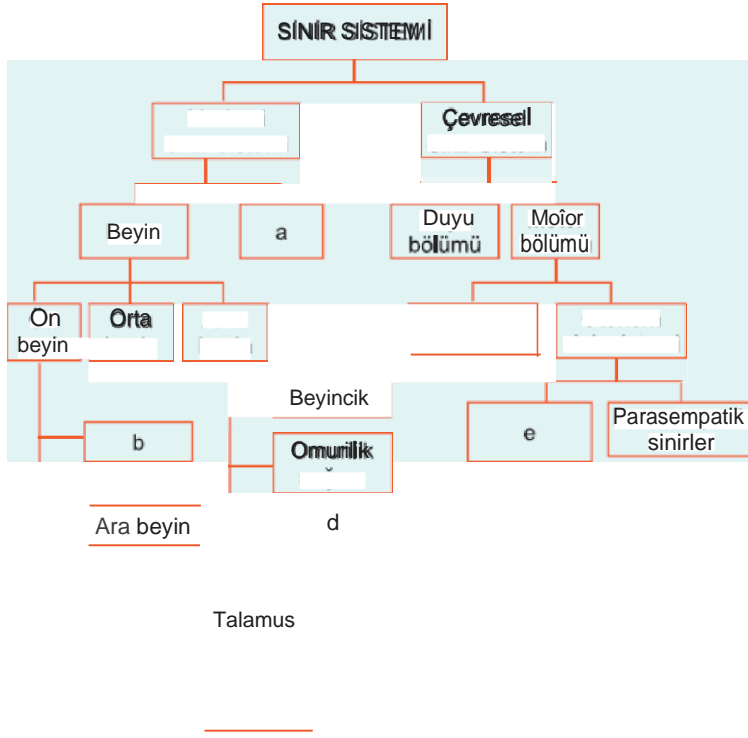 SİNİR SİSTEMİ
Çevresel
Beyin
a
Duyu
bölümü
Moîor
bölümü
On
beyin
Orta
Beyincik
b
Omurilik
e
Parasempatik
sinirler
Ara beyin
d
Talamus